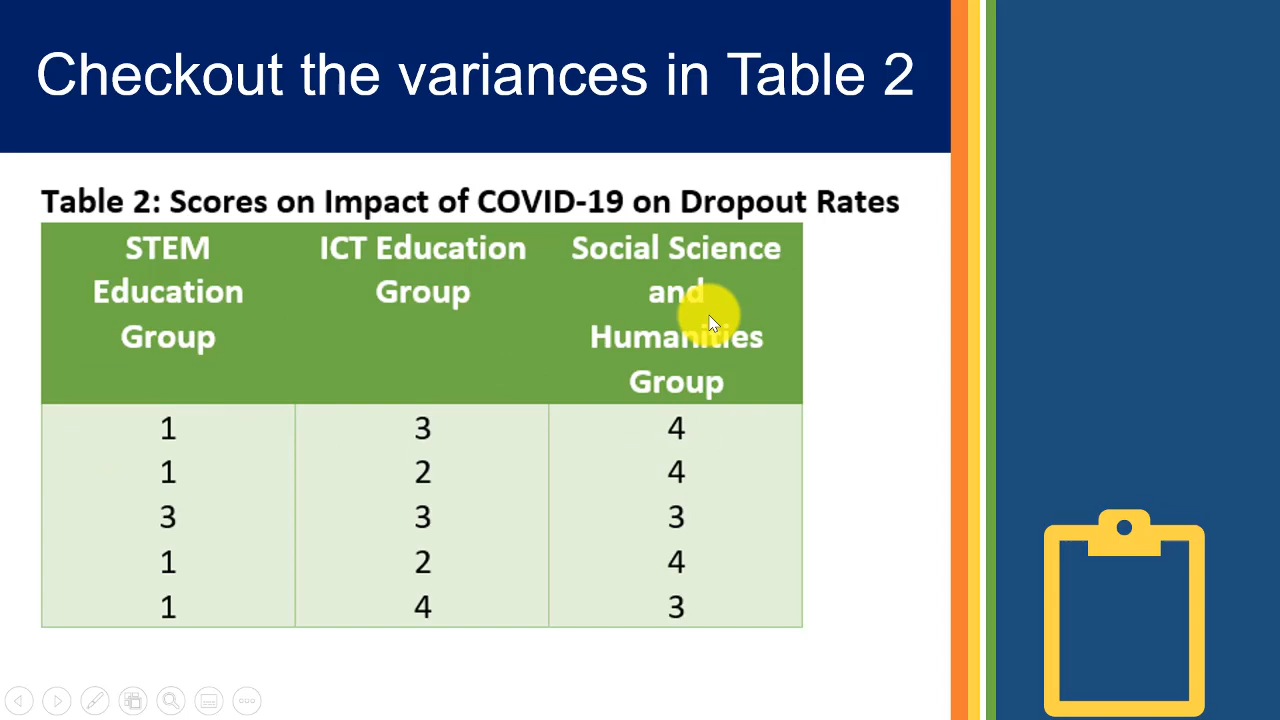 Checkout the variances in Table 2
Table 2: Scores on Impact of COVID-19 on Dropout Rates
STEM
Education
Group
ICT Education
Group
Social Science
and
Humanities
Group
1 3 4
1 2 4
3 3 3
1 2 4
1 4 3